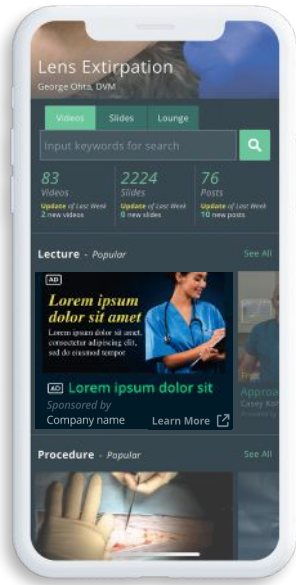 Lens Extirpation
George Ohta, DVM
Videos Slides Lounge
Input keywords for search
83 2224 76
Videos Slides Posts
Update of Last Week Update of Last Week Update of Last Week
2 new videos 0 new slides 10 new posts
Lecture - Popular See All
AD
Lorem ipsum
dolor sit amet
Lorem ipsum dolor sit amet.
consectetur adipiscing elit,
sed do eiusmod tempor
AD Lorem ipsum dolor sit
Sponsored by
Company name Learn More
Approa
Procedure - Popular See All